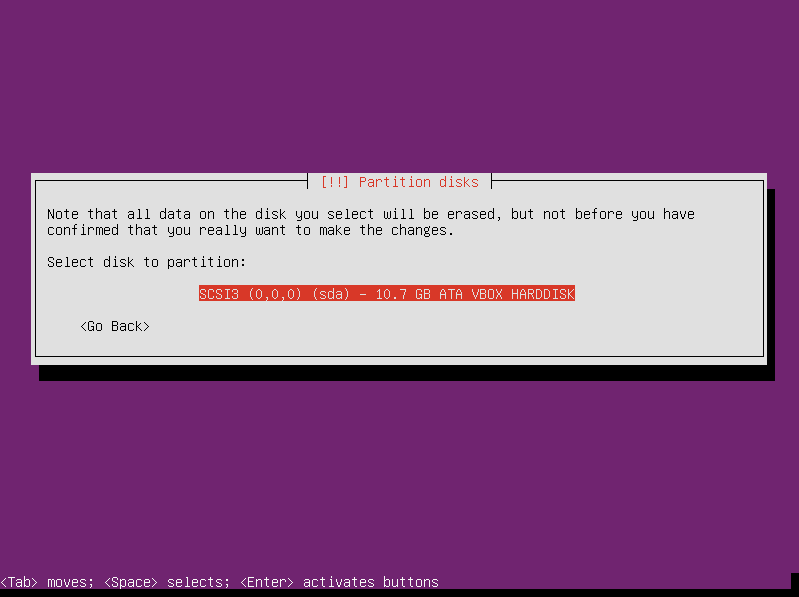 [!!] Partition disks
Note that all data on the disk you select will be erased, but not before you have
confirmed that you really want to make the changes.
Select disk to partition:
SCSI3 (0,0,0) (sda) - 10.7 GB ATA VBOX HARDDISK
<Go Back>
<Tab> moves; <Space> selects; <Enter> activates buttons